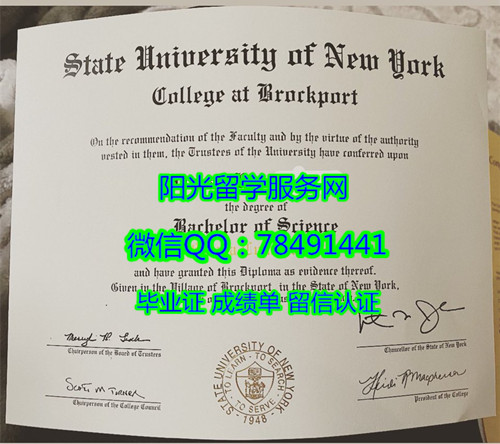 State University of New York
College at Brockport
On the recommendation of the Faculty and by the virtue of the authority
vested in them, the Trustees of the University have conferred upon
阳光留学服务网
the degree of
Bachelor of Science
微信QQ：78491441
and have granted this Diploma as evidence thereof.
Given in the Village of Brockport, in the State of New York,
毕业证 成绩单 留信认证
Chairperson of the Board of Trustees
Chancellor of the State of New York
Scott M Turner
Chairperson of the College Council
President of the College
STATE UNIVERSITY OF NEW YORK
TO LEARN - TO SEARCH
TO SERVE
1948